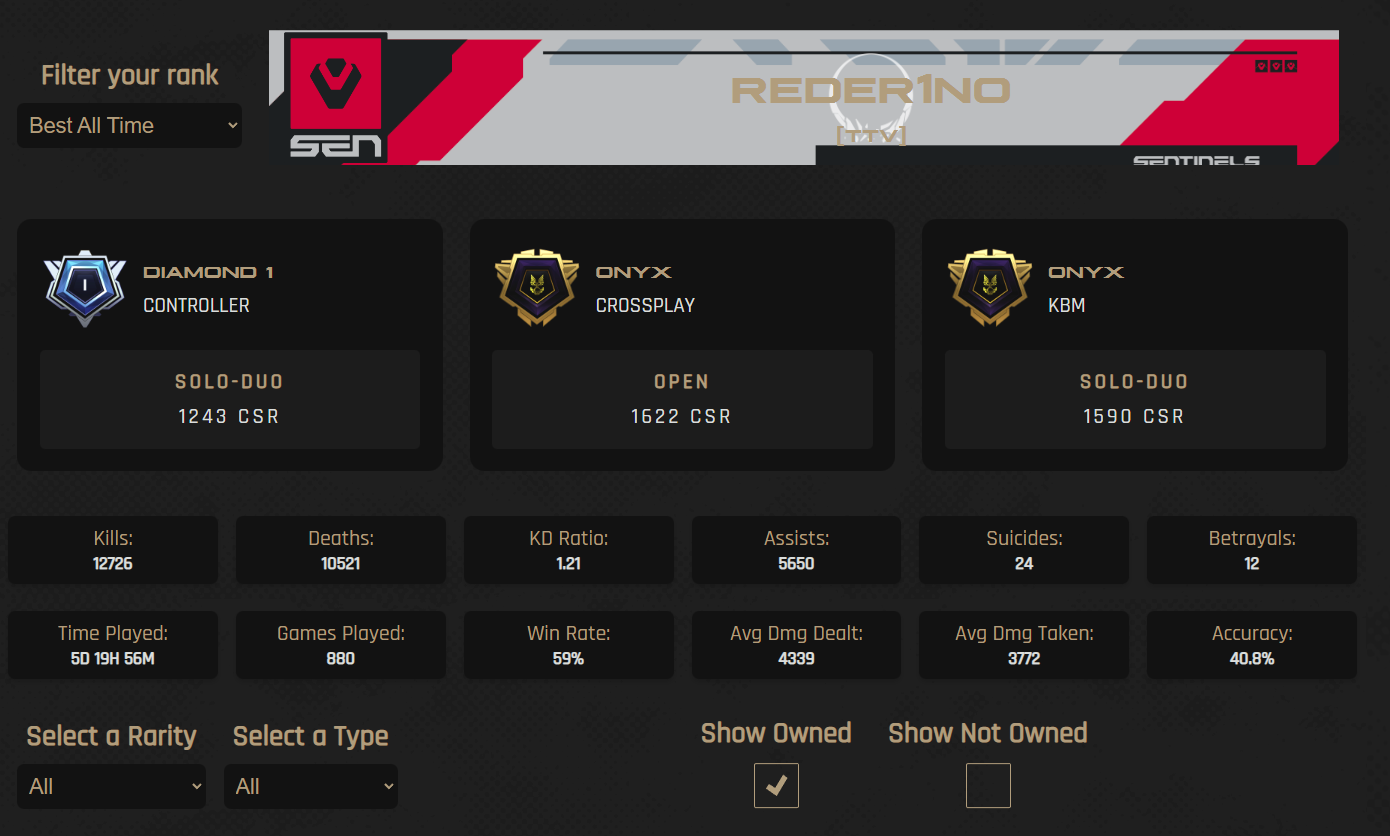 Filter your rank
Best All Time
SEN
REDER1NO
[TTV]
SENTINELS
I
DIAMOND 1
CONTROLLER
SOLO-DUO
1243 CSR
ONYX
CROSSPLAY
OPEN
1622 CSR
ONYX
KBM
SOLO-DUO
1590 CSR
Kills:
12726
Deaths:
10521
KD Ratio:
1.21
Assists:
5650
Suicides:
24
Betrayals:
12
Time Played:
5D 19H 56M
Games Played:
880
Win Rate:
59%
Avg Dmg Dealt:
4339
Avg Dmg Taken:
3772
Accuracy:
40.8%
Select a Rarity
All
Select a Type
All
Show Owned
Show Not Owned